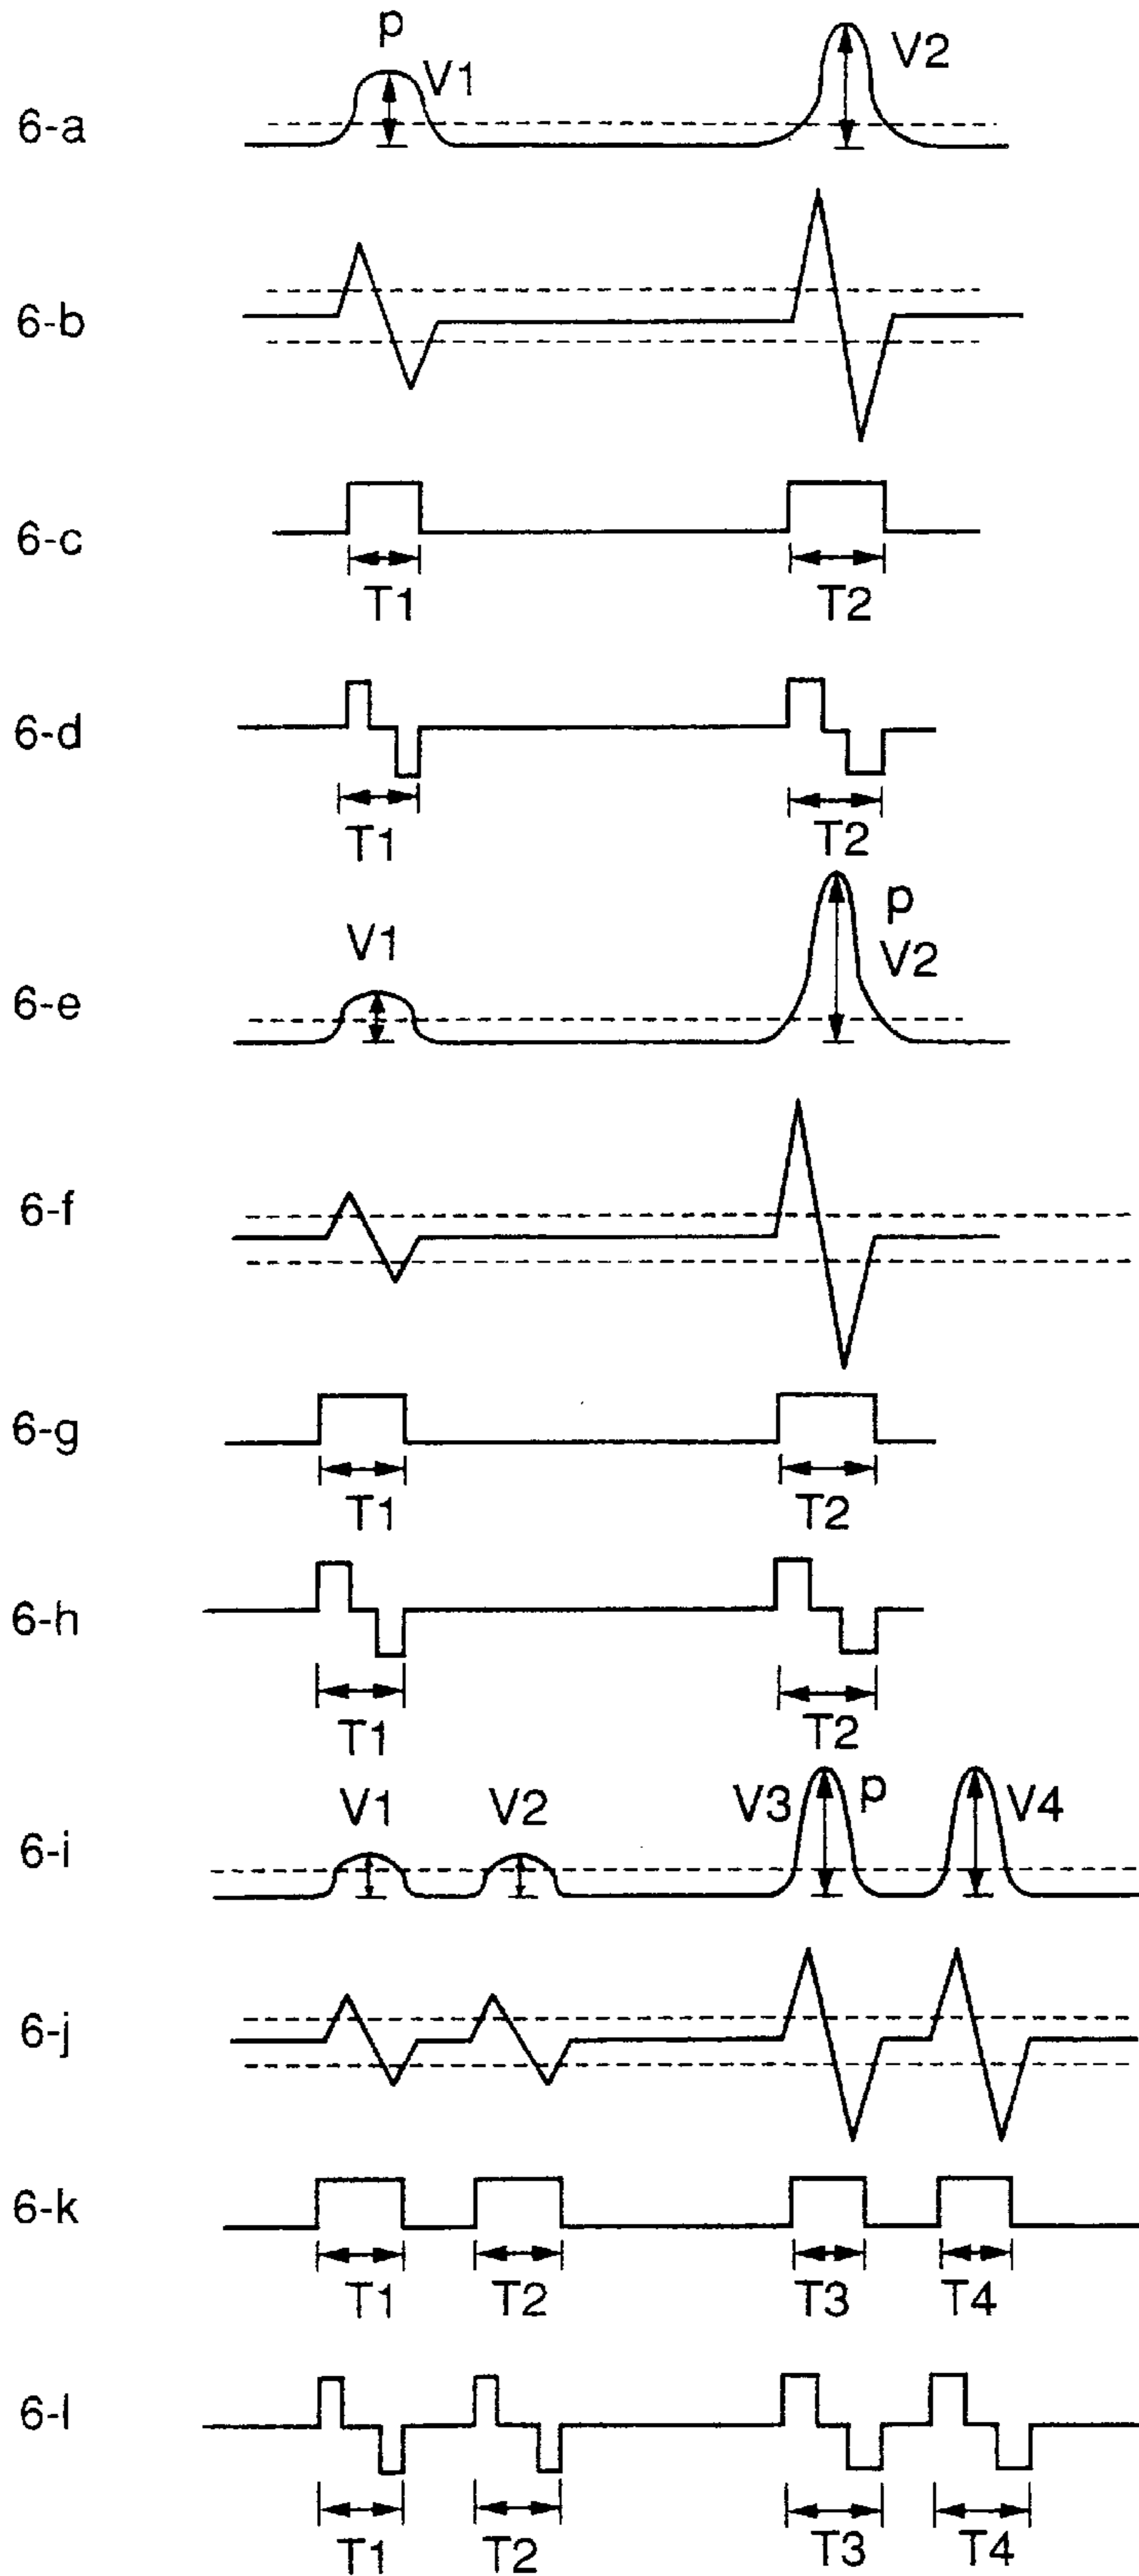 p
V1
V2
6-a
6-b
6-c
T1 T2
6-d
T1 T2
p
V1 V2
6-e
6-f
6-g
T1 T2
6-h
T1 T2
V1 V2 V3 p V4
6-i
6-j
6-k
T1 T2 T3 T4
6-l
T1 T2 T3 T4